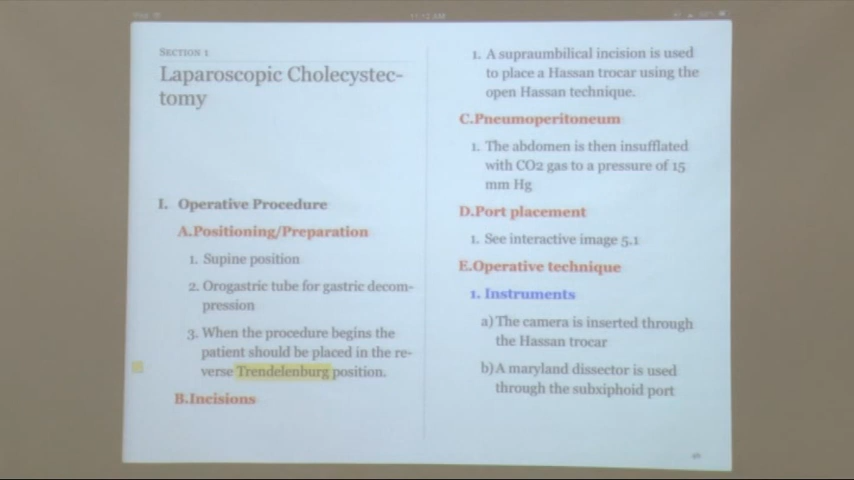 11:12 AM
SECTION 1
Laparoscopic Cholecystec-
tomy
I. Operative Procedure
A.Positioning/Preparation
1. Supine position
2. Orogastric tube for gastric decom-
pression
3. When the procedure begins the
patient should be placed in the re-
verse Trendelenburg position.
B.Incisions
1. A supraumbilical incision is used
to place a Hassan trocar using the
open Hassan technique.
C.Pneumoperitoneum
1. The abdomen is then insufflated
with CO2 gas to a pressure of 15
mm Hg
D.Port placement
1. See interactive image 5.1
E.Operative technique
1. Instruments
a) The camera is inserted through
the Hassan trocar
b) A maryland dissector is used
through the subxiphoid port